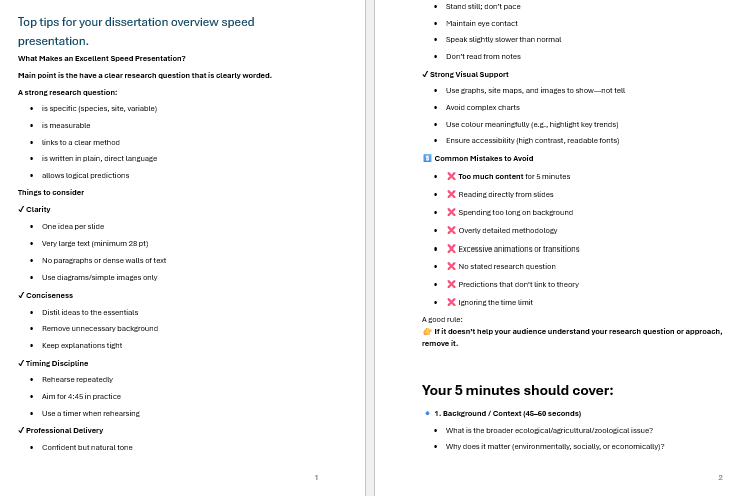 Top tips for your dissertation overview speed
presentation.
What Makes an Excellent Speed Presentation?
Main point is the have a clear research question that is clearly worded.
A strong research question:
• is specific (species, site, variable)
• is measurable
• links to a clear method
• is written in plain, direct language
• allows logical predictions
Things to consider
✓ Clarity
• One idea per slide
• Very large text (minimum 28 pt)
• No paragraphs or dense walls of text
• Use diagrams/simple images only
✓ Conciseness
• Distil ideas to the essentials
• Remove unnecessary background
• Keep explanations tight
✓ Timing Discipline
• Rehearse repeatedly
• Aim for 4:45 in practice
• Use a timer when rehearsing
✓ Professional Delivery
• Confident but natural tone
1
• Stand still; don't pace
• Maintain eye contact
• Speak slightly slower than normal
• Don't read from notes
✓ Strong Visual Support
• Use graphs, site maps, and images to show—not tell
• Avoid complex charts
• Use colour meaningfully (e.g., highlight key trends)
• Ensure accessibility (high contrast, readable fonts)
Common Mistakes to Avoid
• ❌ Too much content for 5 minutes
• ❌ Reading directly from slides
• ❌ Spending too long on background
• ❌ Overly detailed methodology
• ❌ Excessive animations or transitions
• ❌ No stated research question
• ❌ Predictions that don't link to theory
• ❌ Ignoring the time limit
A good rule:
👉 If it doesn't help your audience understand your research question or approach,
remove it.
Your 5 minutes should cover:
🔹 1. Background / Context (45–60 seconds)
• What is the broader ecological/agricultural/zoological issue?
• Why does it matter (environmentally, socially, or economically)?
2